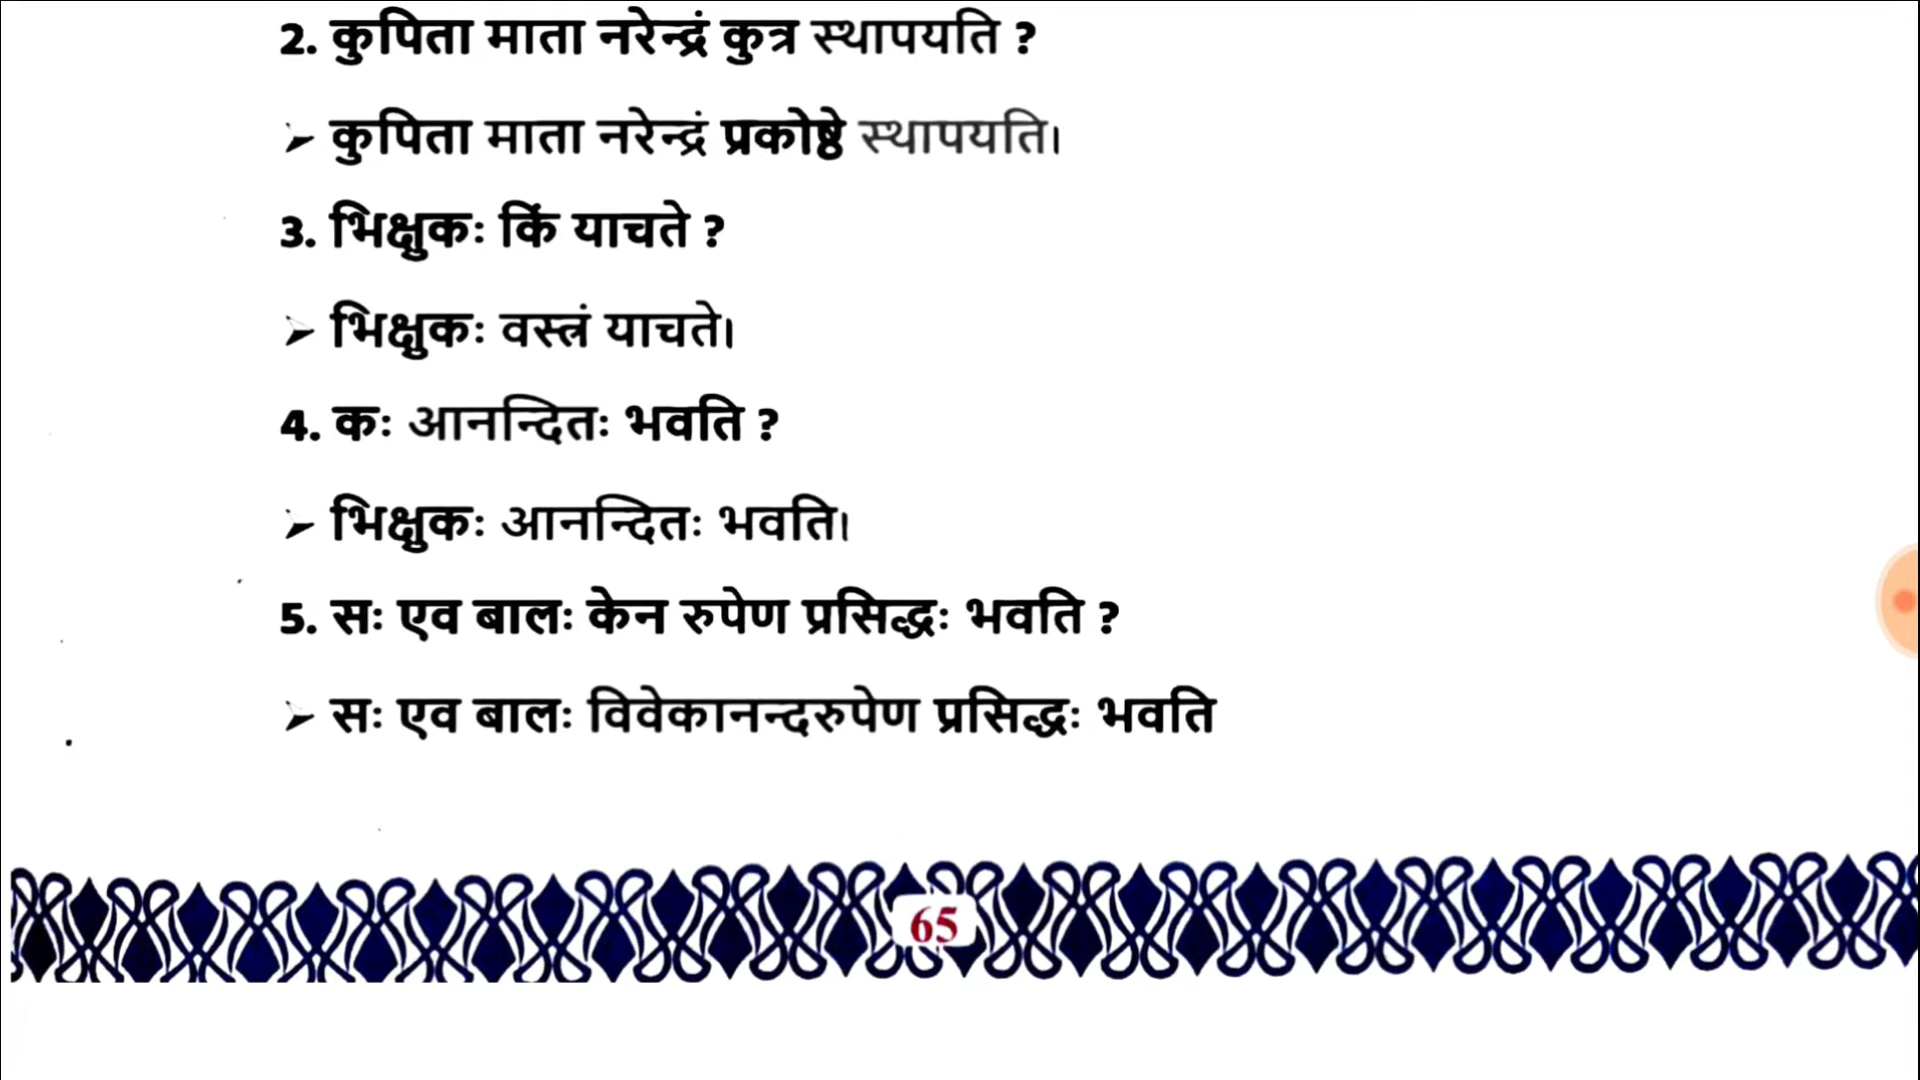 2. कुपिता माता नरेन्द्रं कुत्र स्थापयति ?
➢ कुपिता माता नरेन्द्रं प्रकोष्ठे स्थापयति।
3. भिक्षुकः किं याचते ?
➢ भिक्षुकः वस्त्रं याचते।
4. कः आनन्दितः भवति ?
➢ भिक्षुकः आनन्दितः भवति।
5. सः एव बालः केन रुपेण प्रसिद्धः भवति ?
➢ सः एव बालः विवेकानन्दरुपेण प्रसिद्धः भवति
65